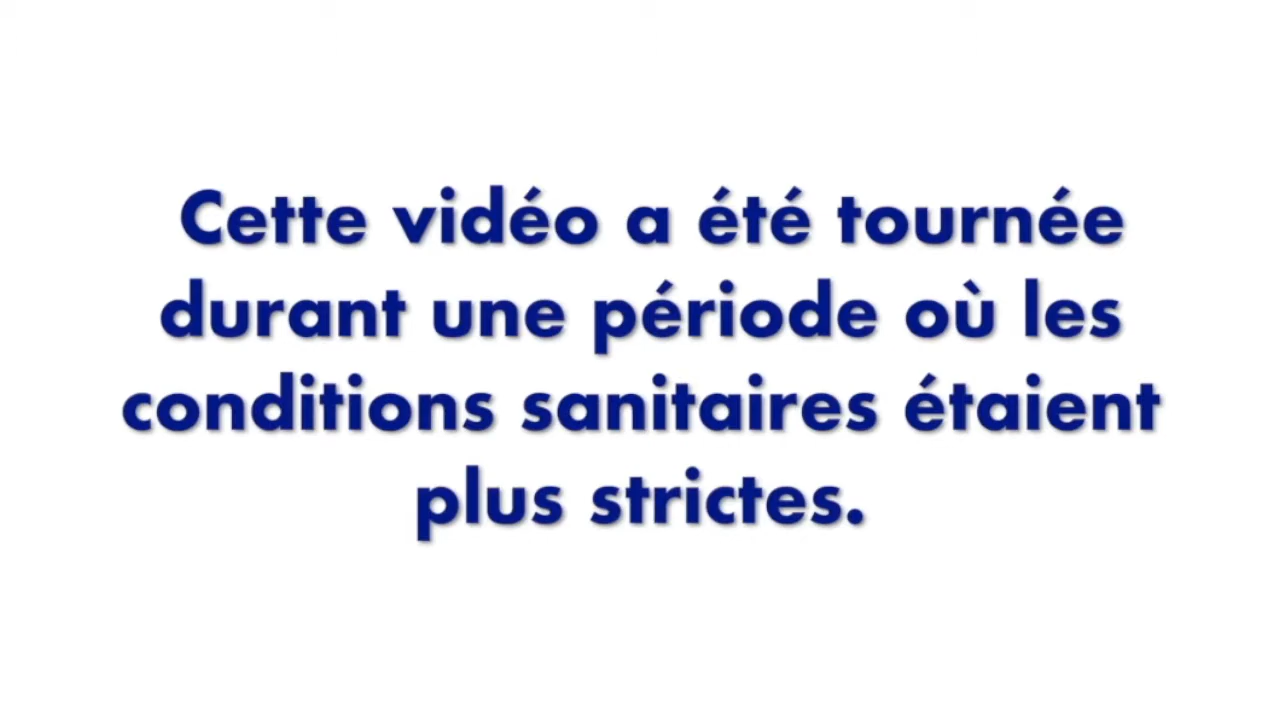 Cette vidéo a été tournée
durant une période où les
conditions sanitaires étaient
plus strictes.